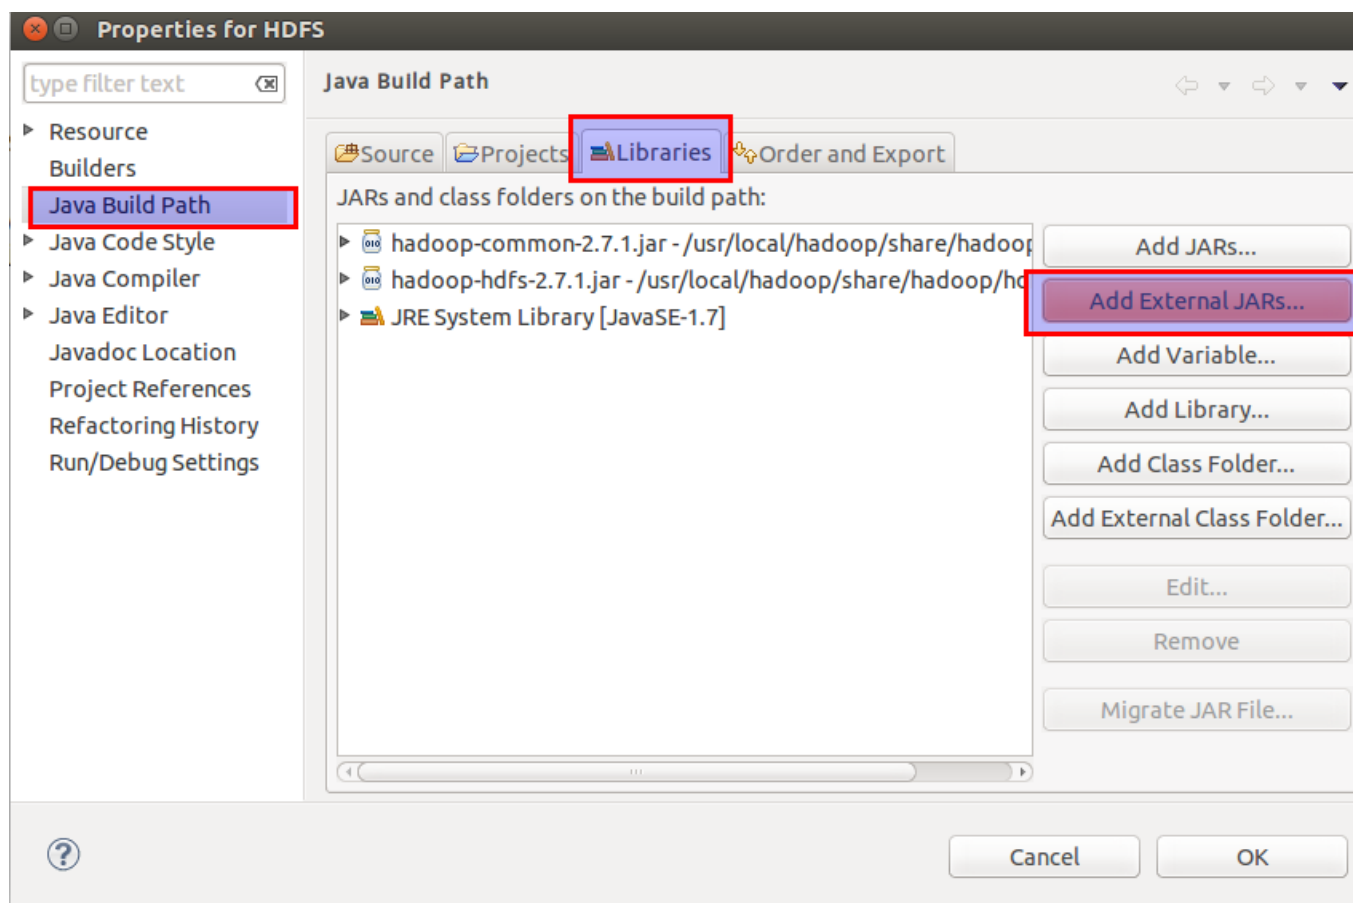 Properties for HDFS
type filter text
Java Build Path
Resource
Builders
Java Build Path
Java Code Style
Java Compiler
Java Editor
Javadoc Location
Project References
Refactoring History
Run/Debug Settings
Source
Projects
Libraries
Order and Export
JARs and class folders on the build path:
hadoop-common-2.7.1.jar - /usr/local/hadoop/share/hadoop
hadoop-hdfs-2.7.1.jar - /usr/local/hadoop/share/hadoop/hd
JRE System Library [JavaSE-1.7]
Add JARs...
Add External JARs...
Add Variable...
Add Library...
Add Class Folder...
Add External Class Folder...
Edit...
Remove
Migrate JAR File...
Cancel
OK